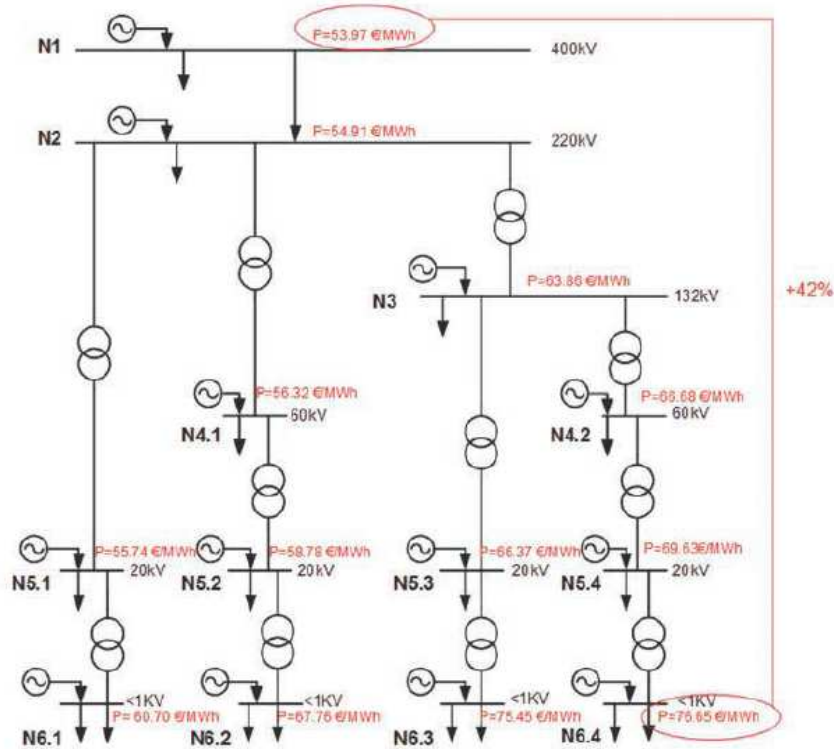 P=53.97 €/MWh
N1
400kV
P=54.91 €/MWh
N2
220kV
P=63.86 €/MWh
+42%
N3
132kV
P=56.32 €/MWh
P=66.68 €/MWh
60kV
60kV
N4.1
N4.2
P=55.74 €/MWh
P=58.78 €/MWh
P=66.37 €/MWh
P=69.63€/MWh
N5.1
20kV
N5.2
20kV
N5.3
20kV
N5.4
20kV
<1KV
<1KV
<1KV
<1KV
P= 60.70 €/MWh
P=67.76 €/MWh
P=75.45 €/MWh
P=76.65 €/MWh
N6.1
N6.2
N6.3
N6.4